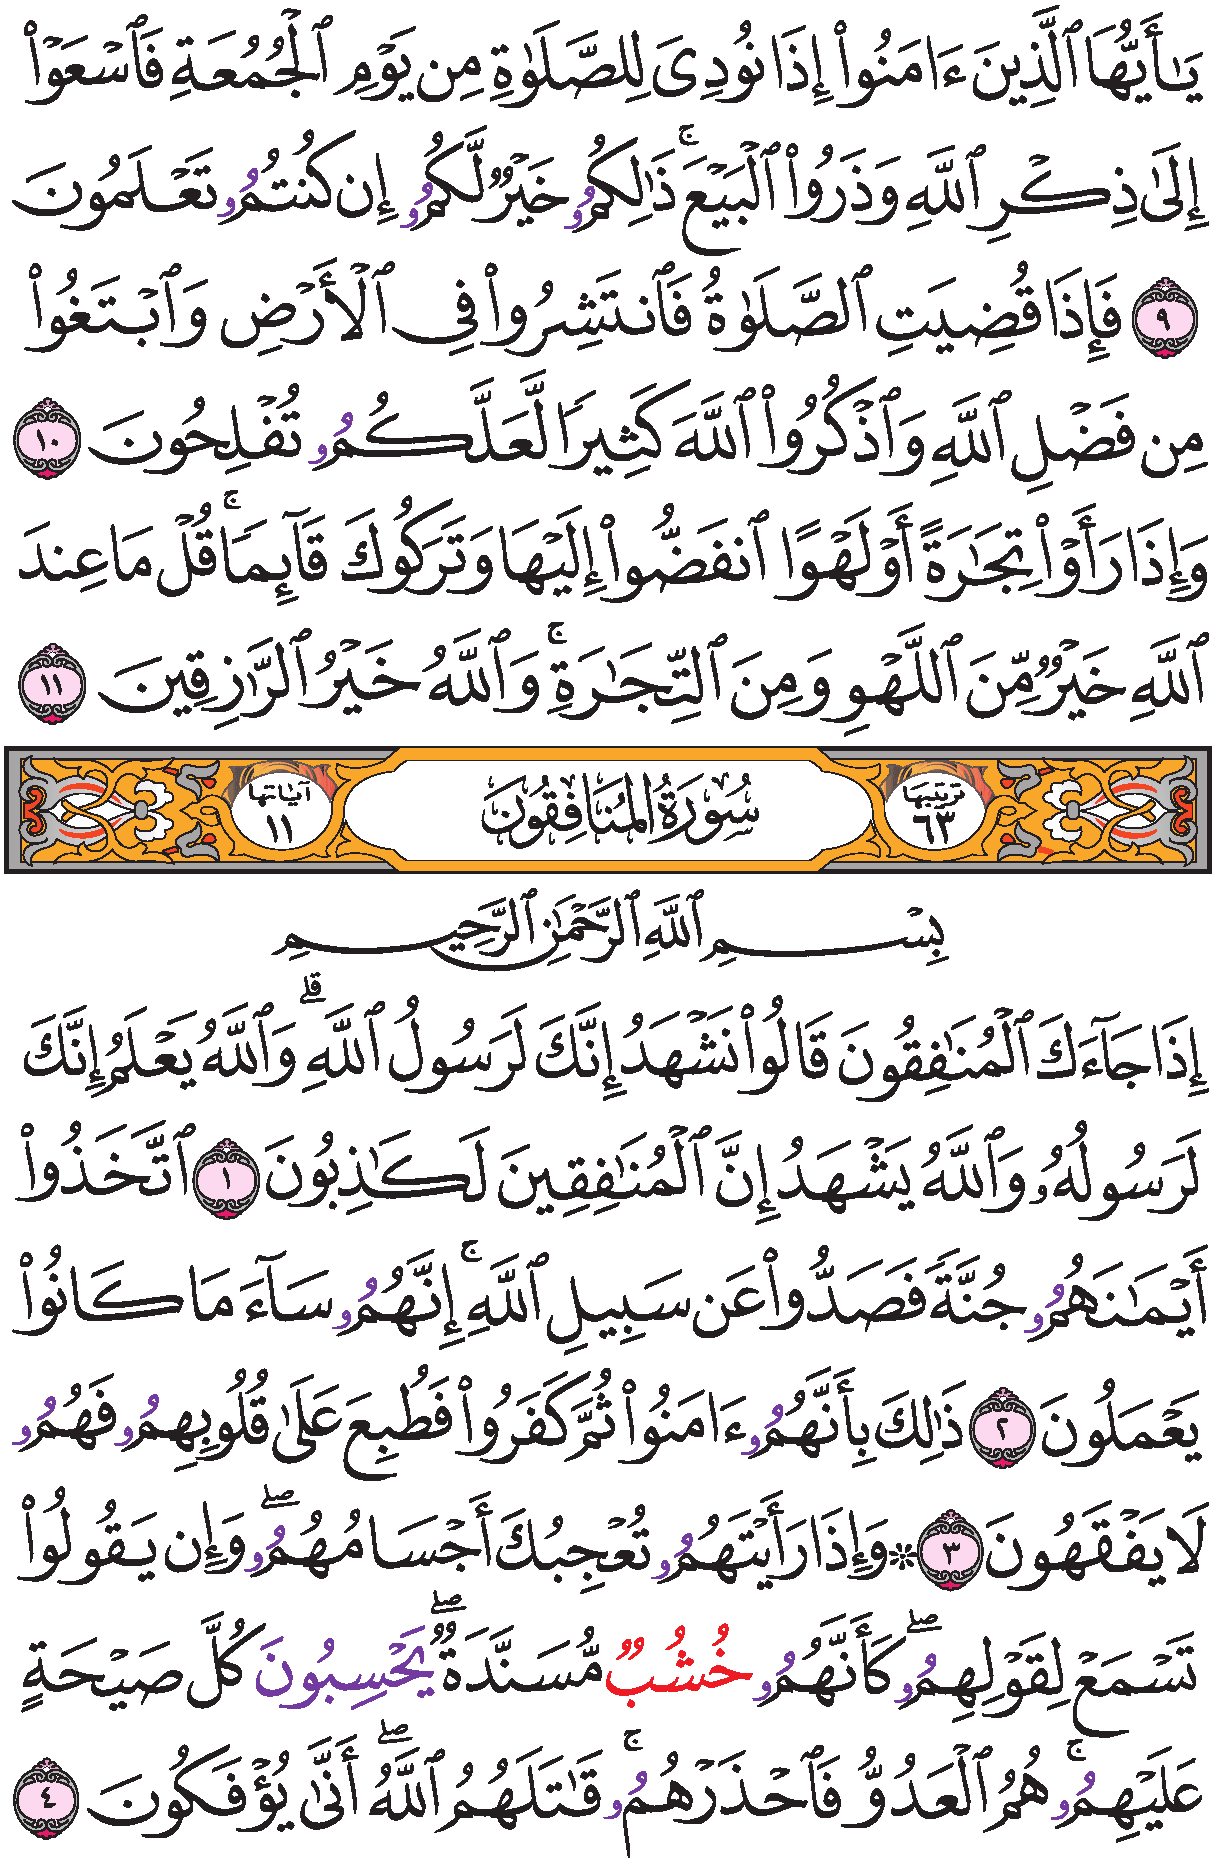 يَـٰٓأَيُّهَا ٱلَّذِينَ ءَامَنُوٓا۟ إِذَا نُودِىَ لِلصَّلَوٰةِ مِن يَوْمِ ٱلْجُمُعَةِ فَٱسْعَوْا۟
إِلَىٰ ذِكْرِ ٱللَّهِ وَذَرُوا۟ ٱلْبَيْعَ ۚ ذَٰلِكُمُۥ خَيْرٌ لَّكُمُۥ إِن كُنتُمُۥ تَعْلَمُونَ
٩ فَإِذَا قُضِيَتِ ٱلصَّلَوٰةُ فَٱنتَشِرُوا۟ فِى ٱلْأَرْضِ وَٱبْتَغُوا۟
مِن فَضْلِ ٱللَّهِ وَٱذْكُرُوا۟ ٱللَّهَ كَثِيرًا لَّعَلَّكُمُۥ تُفْلِحُونَ ١٠
وَإِذَا رَأَوْا۟ تِجَـٰرَةً أَوْ لَهْوًا ٱنفَضُّوٓا۟ إِلَيْهَا وَتَرَكُوكَ قَآئِمًا ۚ قُلْ مَا عِندَ
ٱللَّهِ خَيْرٌ مِّنَ ٱللَّهْوِ وَمِنَ ٱلتِّجَـٰرَةِ ۚ وَٱللَّهُ خَيْرُ ٱلرَّٰزِقِينَ ١١
ترتيبها ٦٣ سُورَةُ المُنَافِقُونَ آياتها ١١
بِسْمِ ٱللَّهِ ٱلرَّحْمَـٰنِ ٱلرَّحِيمِ
إِذَا جَآءَكَ ٱلْمُنَـٰفِقُونَ قَالُوا۟ نَشْهَدُ إِنَّكَ لَرَسُولُ ٱللَّهِ ۗ وَٱللَّهُ يَعْلَمُ إِنَّكَ
لَرَسُولُهُۥ وَٱللَّهُ يَشْهَدُ إِنَّ ٱلْمُنَـٰفِقِينَ لَكَـٰذِبُونَ ١ ٱتَّخَذُوٓا۟
أَيْمَـٰنَهُمُۥ جُنَّةً فَصَدُّوا۟ عَن سَبِيلِ ٱللَّهِ ۚ إِنَّهُمُۥ سَآءَ مَا كَانُوا۟
يَعْمَلُونَ ٢ ذَٰلِكَ بِأَنَّهُمُۥ ءَامَنُوا۟ ثُمَّ كَفَرُوا۟ فَطُبِعَ عَلَىٰ قُلُوبِهِمُۥ فَهُمُۥ
لَا يَفْقَهُونَ ٣ ۞ وَإِذَا رَأَيْتَهُمُۥ تُعْجِبُكَ أَجْسَامُهُمُۥ ۖ وَإِن يَقُولُوا۟
تَسْمَعْ لِقَوْلِهِمُۥ ۖ كَأَنَّهُمُۥ خُشُبٌ مُّسَنَّدَةٌ ۖ يَحْسِبُونَ كُلَّ صَيْحَةٍ
عَلَيْهِمُۥ ۚ هُمُ ٱلْعَدُوُّ فَٱحْذَرْهُمُۥ ۚ قَـٰتَلَهُمُ ٱللَّهُ ۖ أَنَّىٰ يُؤْفَكُونَ ٤